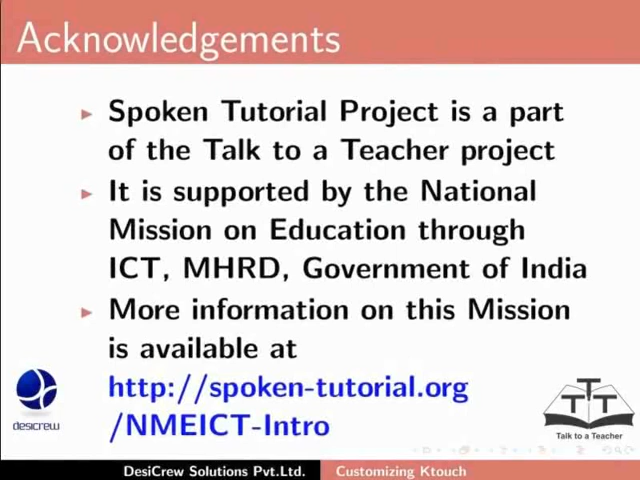 Acknowledgements
Spoken Tutorial Project is a part
of the Talk to a Teacher project
It is supported by the National
Mission on Education through
ICT, MHRD, Government of India
More information on this Mission
is available at
http://spoken-tutorial.org
/NMEICT-Intro
desicrew
TTT
Talk to a Teacher
DesiCrew Solutions Pvt.Ltd. Customizing Ktouch